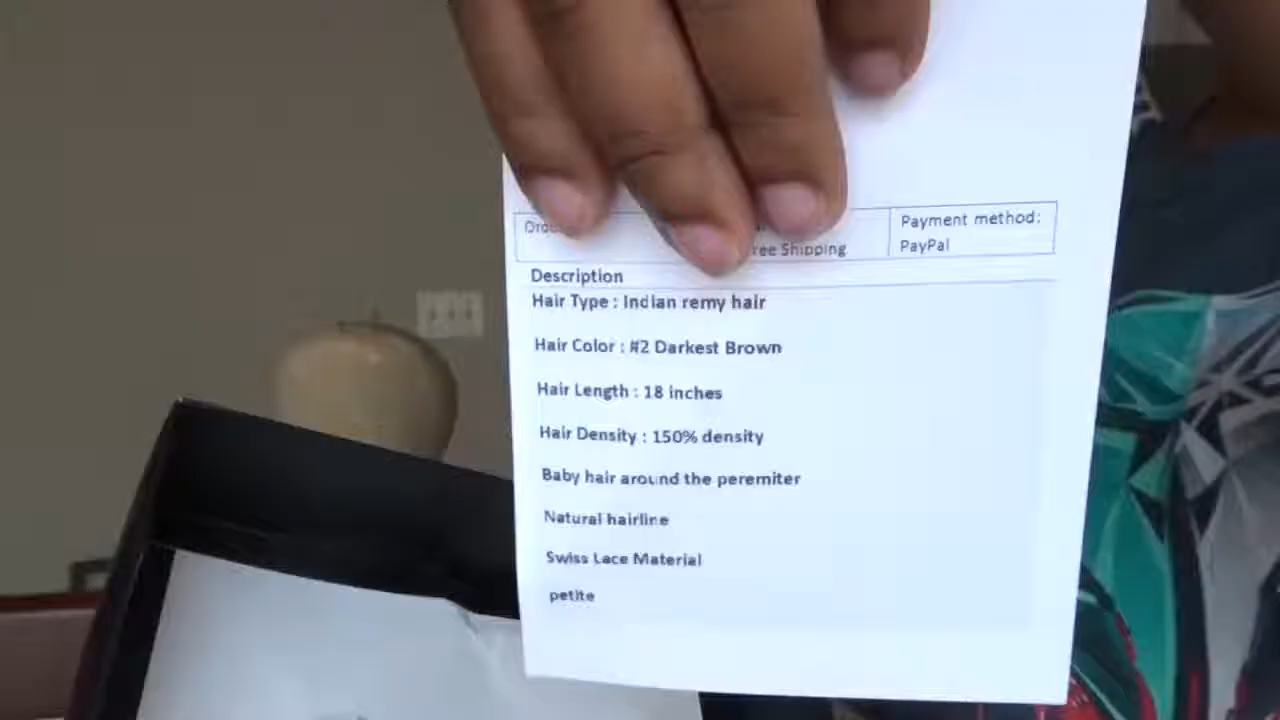 Payment method:
ree Shipping
PayPal
Description
Hair Type : Indian remy hair
Hair Color : #2 Darkest Brown
Hair Length : 18 inches
Hair Density : 150% density
Baby hair around the peremiter
Natural hairline
Swiss Lace Material
petite